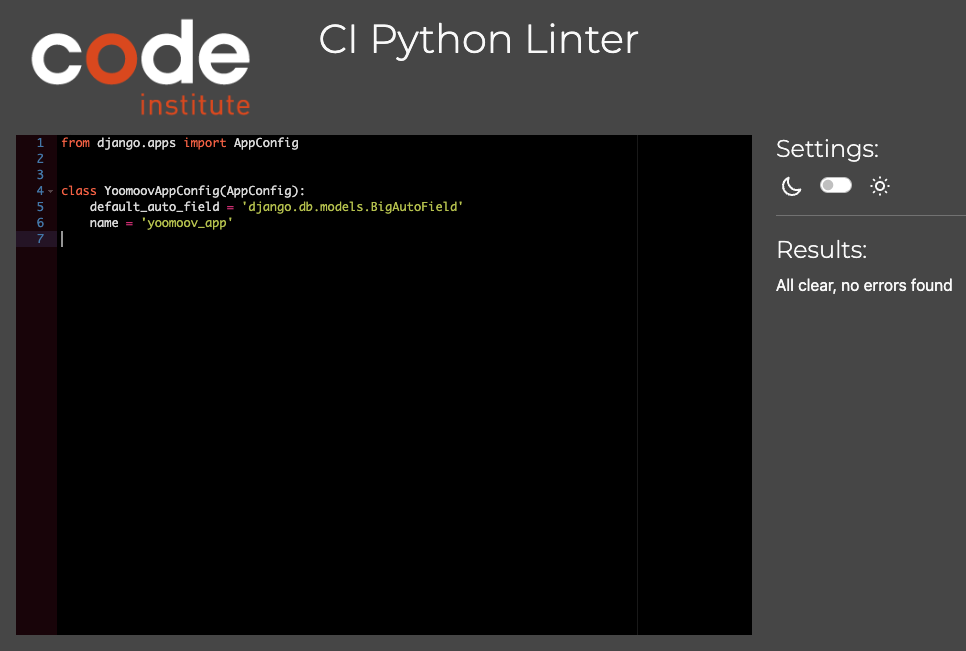 code
institute
CI Python Linter
1 from django.apps import AppConfig
2
3
4 class YoomoovAppConfig(AppConfig):
5     default_auto_field = 'django.db.models.BigAutoField'
6     name = 'yoomoov_app'
7
Settings:
Results:
All clear, no errors found